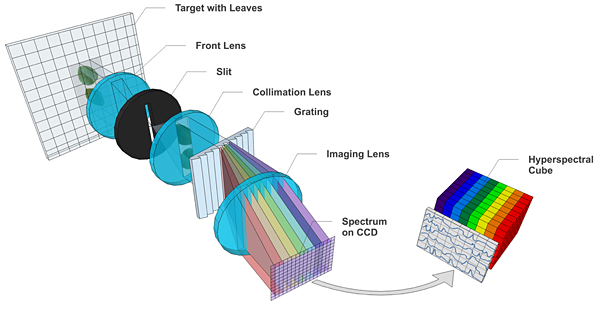 Target with Leaves
Front Lens
Slit
Collimation Lens
Grating
Imaging Lens
Hyperspectral
Cube
Spectrum
on CCD